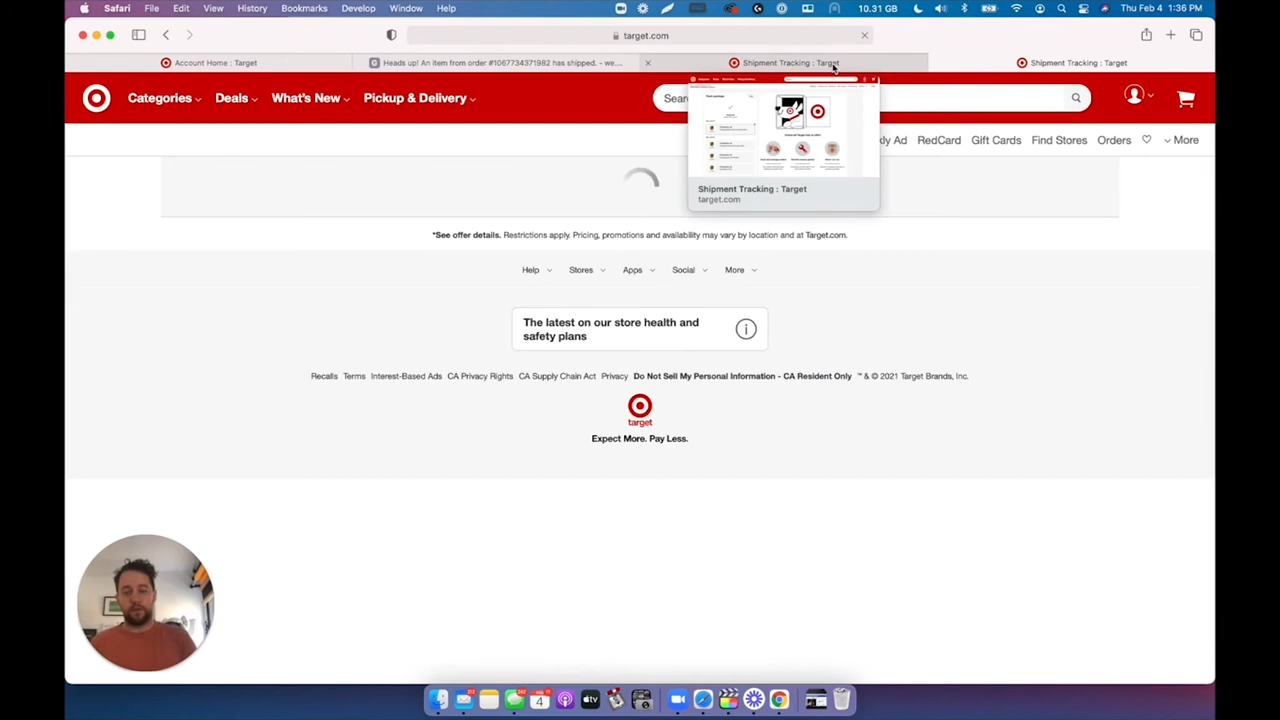 Safari File Edit View History Bookmarks Develop Window Help 10.31 GB Thu Feb 4 1:36 PM
target.com
Account Home : Target
Heads up! An item from order #1067734371982 has shipped. - we....
Shipment Tracking : Target
Shipment Tracking : Target
Categories Deals What's New Pickup & Delivery Sear
kly Ad RedCard Gift Cards Find Stores Orders More
Shipment Tracking : Target
target.com
*See offer details. Restrictions apply. Pricing, promotions and availability may vary by location and at Target.com.
Help Stores Apps Social More
The latest on our store health and
safety plans
Recalls Terms Interest-Based Ads CA Privacy Rights CA Supply Chain Act Privacy Do Not Sell My Personal Information - CA Resident Only ™ & © 2021 Target Brands, Inc.
target
Expect More. Pay Less.